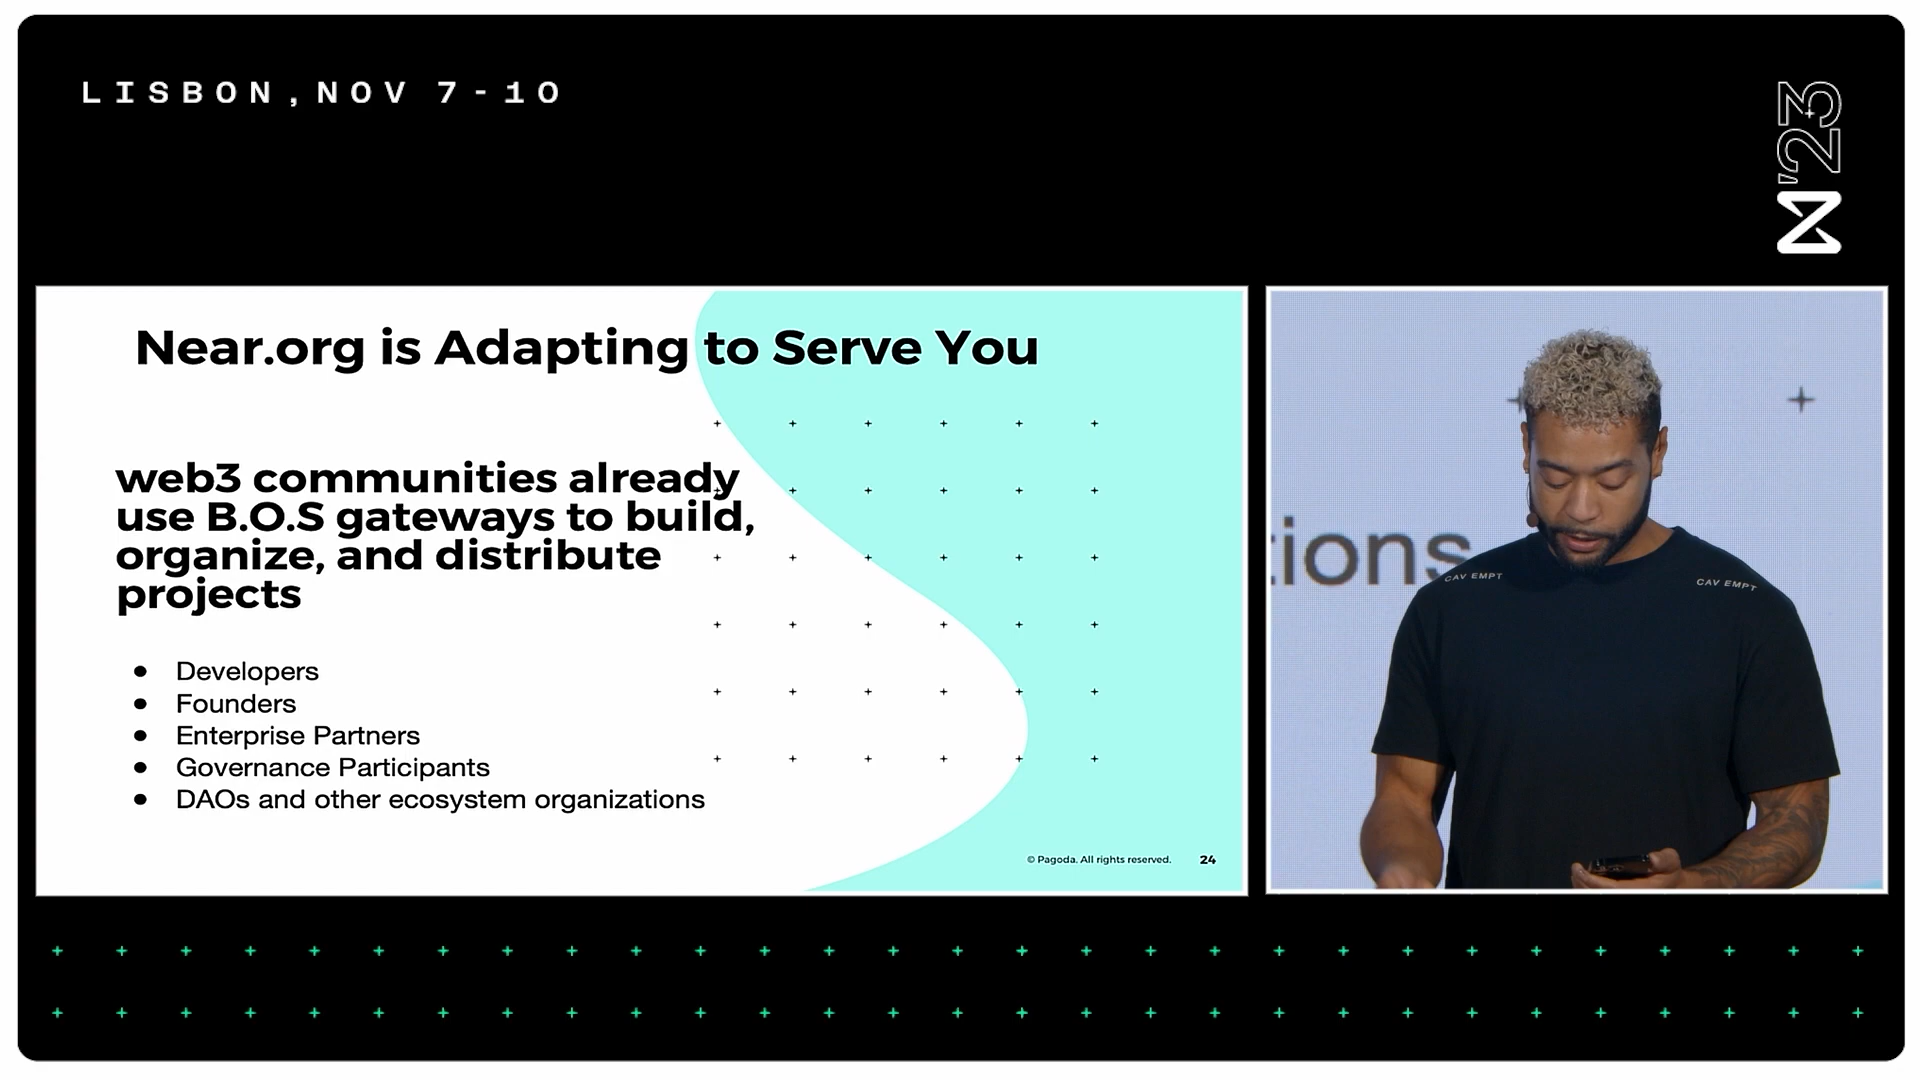 LISBON, NOV 7-10
'23
Near.org is Adapting to Serve You
web3 communities already
use B.O.S gateways to build,
organize, and distribute
projects
● Developers
● Founders
● Enterprise Partners
● Governance Participants
● DAOs and other ecosystem organizations
© Pagoda. All rights reserved. 24
tions
CAV EMPT
CAV EMPT